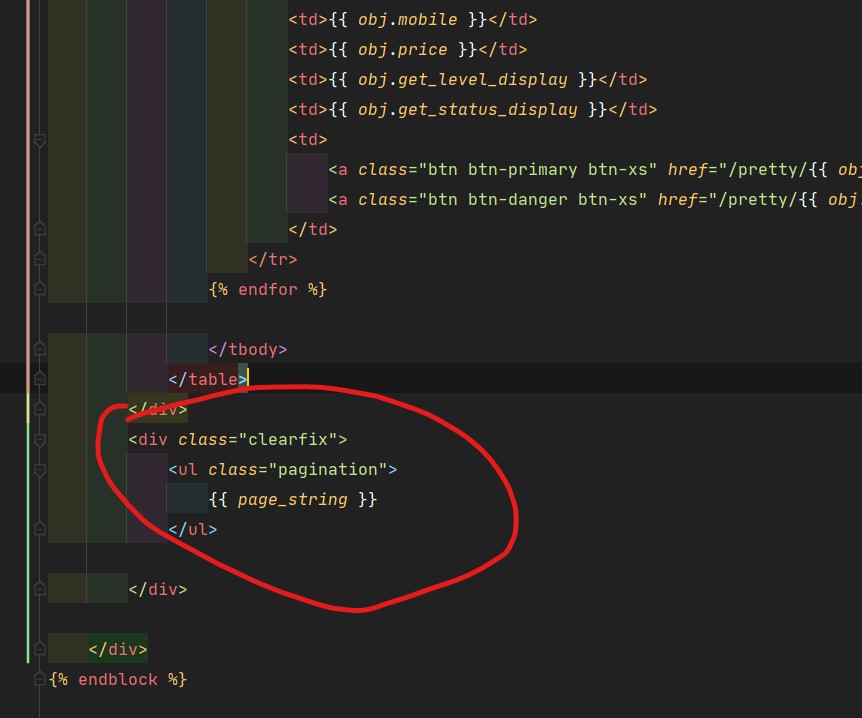 <td>{{ obj.mobile }}</td>
<td>{{ obj.price }}</td>
<td>{{ obj.get_level_display }}</td>
<td>{{ obj.get_status_display }}</td>
<td>
<a class="btn btn-primary btn-xs" href="/pretty/{{ obj
<a class="btn btn-danger btn-xs" href="/pretty/{{ obj.
</td>
</tr>
{% endfor %}
</tbody>
</table>
</div>
<div class="clearfix">
<ul class="pagination">
{{ page_string }}
</ul>
</div>
</div>
{% endblock %}